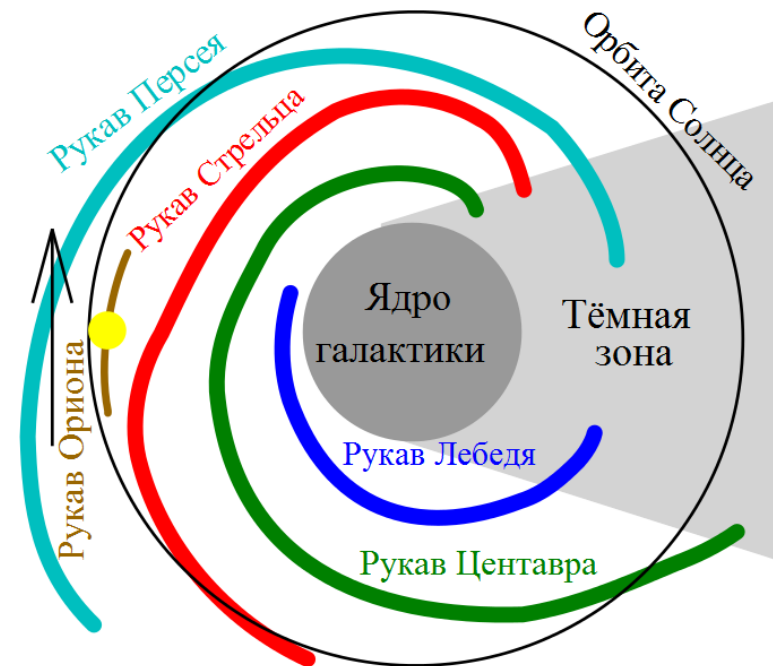 Рукав Персея
Орбита Солнца
Рукав Стрельца
Ядро
галактики
Тёмная
зона
Рукав Ориона
Рукав Лебедя
Рукав Центавра